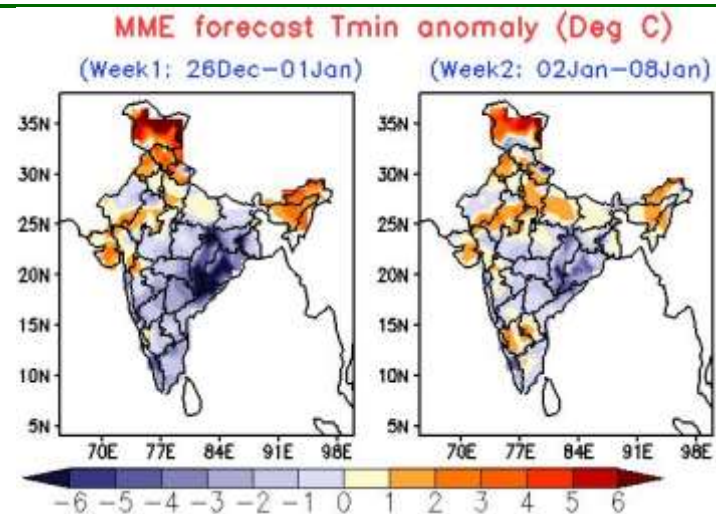 MME forecast Tmin anomaly (Deg C)
(Week1: 26Dec-01Jan) (Week2: 02Jan-08Jan)
35N 35N
30N 30N
25N 25N
20N 20N
15N 15N
10N 10N
5N 5N
70E 77E 84E 91E 98E 70E 77E 84E 91E 98E
-6 -5 -4 -3 -2 -1 0 1 2 3 4 5 6